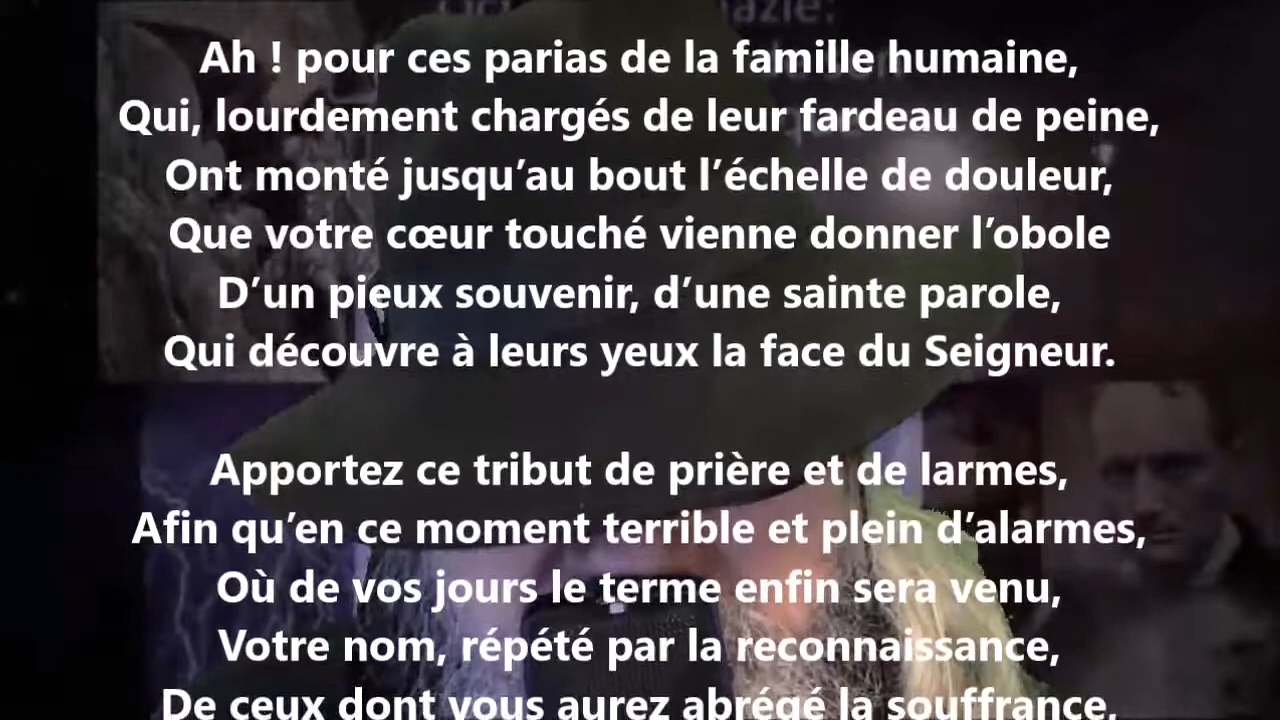 Ah ! pour ces parias de la famille humaine,
Qui, lourdement chargés de leur fardeau de peine,
Ont monté jusqu’au bout l’échelle de douleur,
Que votre cœur touché vienne donner l’obole
D’un pieux souvenir, d’une sainte parole,
Qui découvre à leurs yeux la face du Seigneur.
Apportez ce tribut de prière et de larmes,
Afin qu’en ce moment terrible et plein d’alarmes,
Où de vos jours le terme enfin sera venu,
Votre nom, répété par la reconnaissance,
De ceux dont vous aurez abrégé la souffrance,